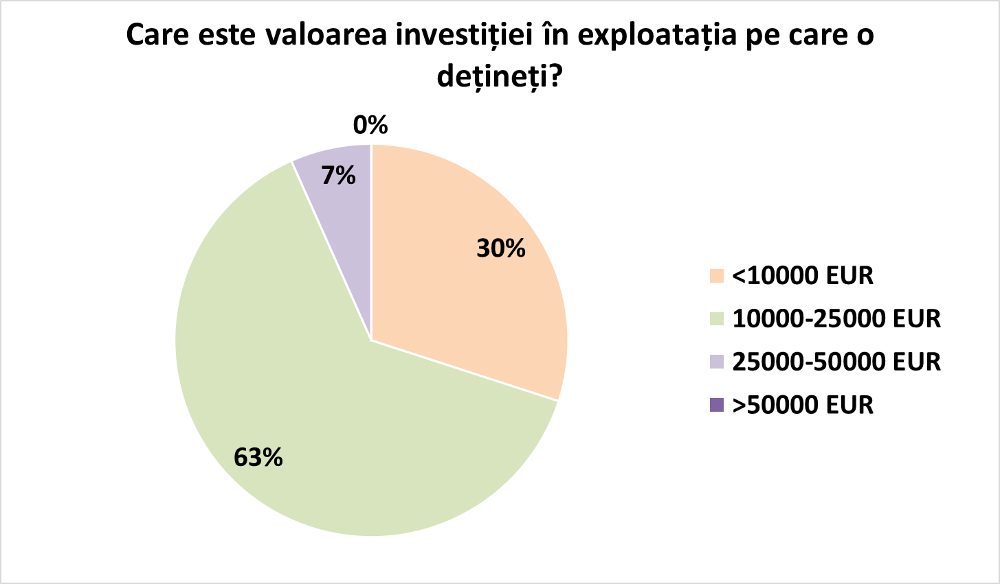 Care este valoarea investiției în exploatația pe care o
dețineți?
0%
7%
30%
63%
<10000 EUR
10000-25000 EUR
25000-50000 EUR
>50000 EUR